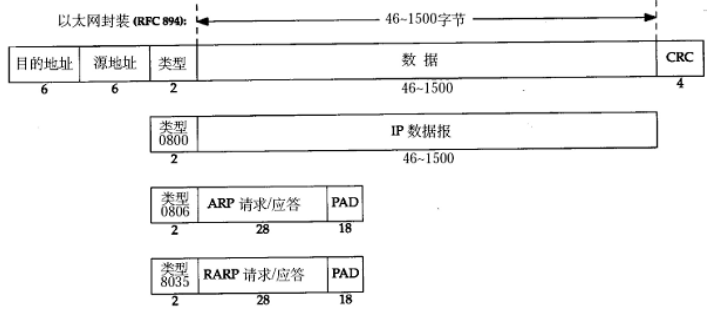 以太网封装 (RFC 894): 46~1500字节
目的地址 源地址 类型 数 据 CRC
6 6 2 46~1500 4
类型
0800 IP 数据报
2 46~1500
类型
0806 ARP 请求/应答 PAD
2 28 18
类型
8035 RARP 请求/应答 PAD
2 28 18